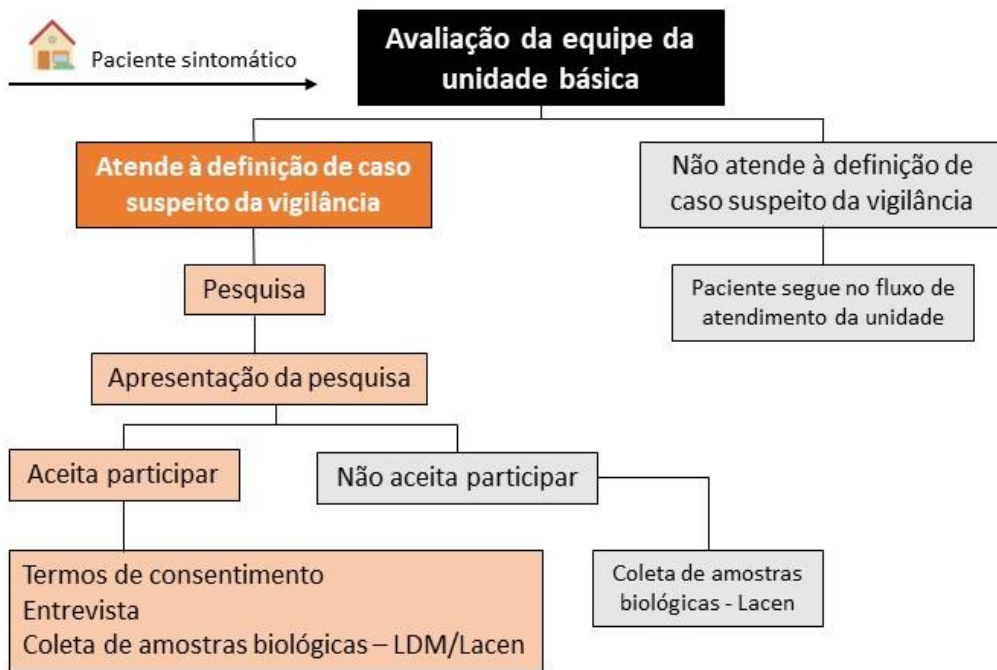 Paciente sintomático
Avaliação da equipe da
unidade básica
Atende à definição de caso
suspeito da vigilância
Não atende à definição de
caso suspeito da vigilância
Pesquisa
Paciente segue no fluxo de
atendimento da unidade
Apresentação da pesquisa
Aceita participar
Não aceita participar
Termos de consentimento
Entrevista
Coleta de amostras biológicas – LDM/Lacen
Coleta de amostras
biológicas - Lacen